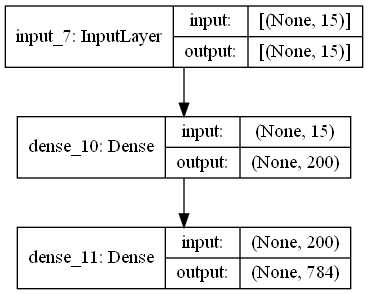 input_7: InputLayer
input: [(None, 15)]
output: [(None, 15)]
dense_10: Dense
input: (None, 15)
output: (None, 200)
dense_11: Dense
input: (None, 200)
output: (None, 784)